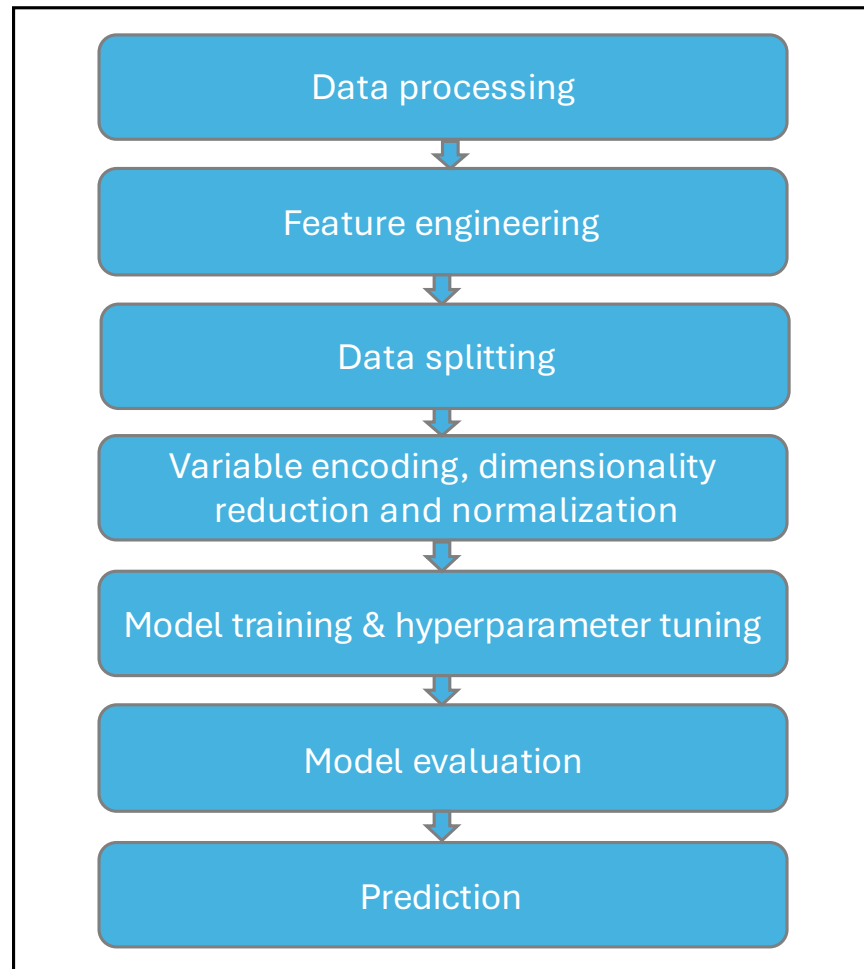 Data processing
Feature engineering
Data splitting
Variable encoding, dimensionality
reduction and normalization
Model training & hyperparameter tuning
Model evaluation
Prediction